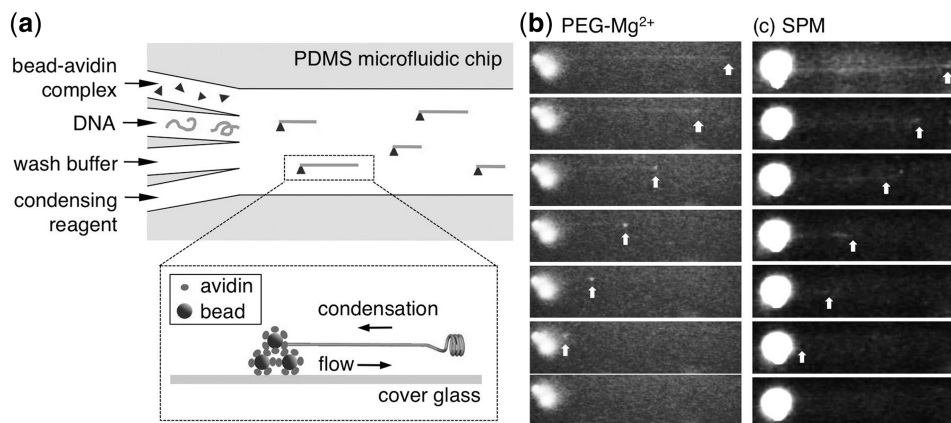 (a)
PDMS microfluidic chip
bead-avidin
complex
DNA
wash buffer
condensing
reagent
avidin
bead
condensation
flow
cover glass
(b) PEG-Mg²⁺
(c) SPM